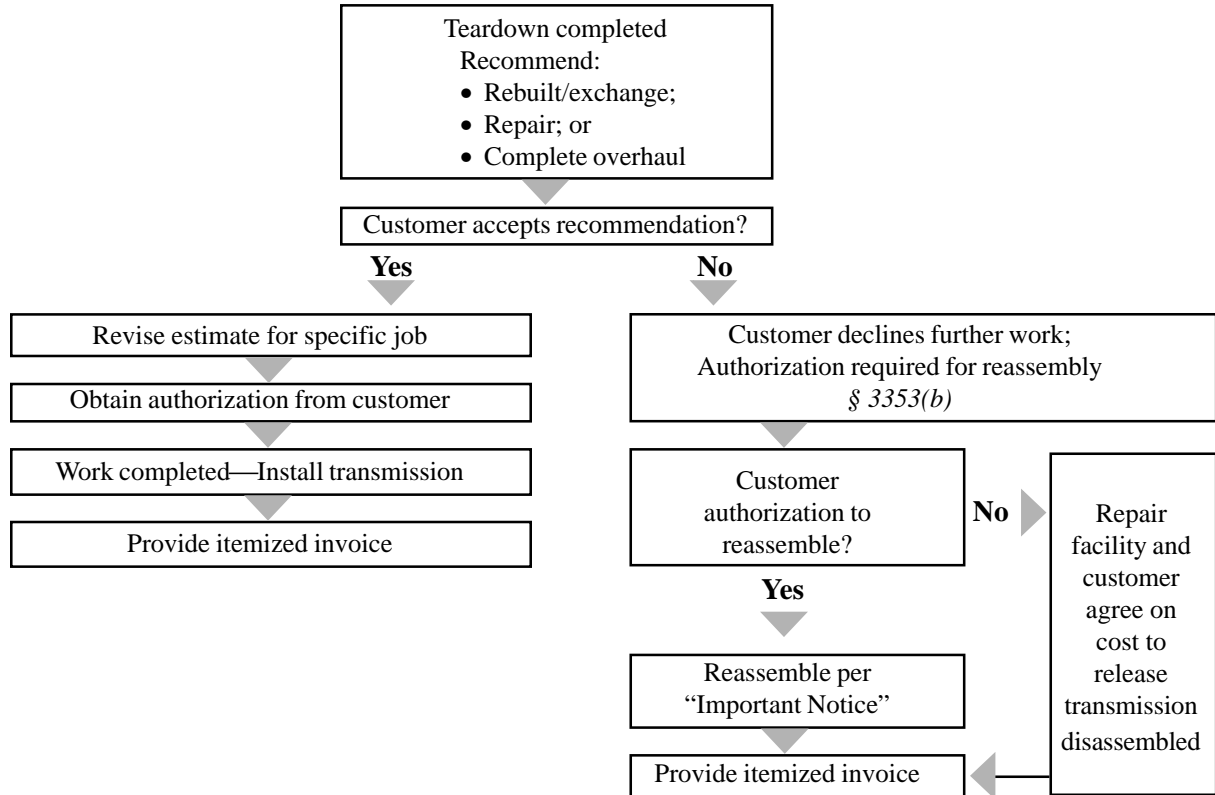 Teardown completed
Recommend:
• Rebuilt/exchange;
• Repair; or
• Complete overhaul
Customer accepts recommendation?
Yes
No
Revise estimate for specific job
Obtain authorization from customer
Work completed—Install transmission
Provide itemized invoice
Customer declines further work;
Authorization required for reassembly
§ 3353(b)
Customer
authorization to
reassemble?
No
Repair
facility and
customer
agree on
cost to
release
transmission
disassembled
Yes
Reassemble per
“Important Notice”
Provide itemized invoice